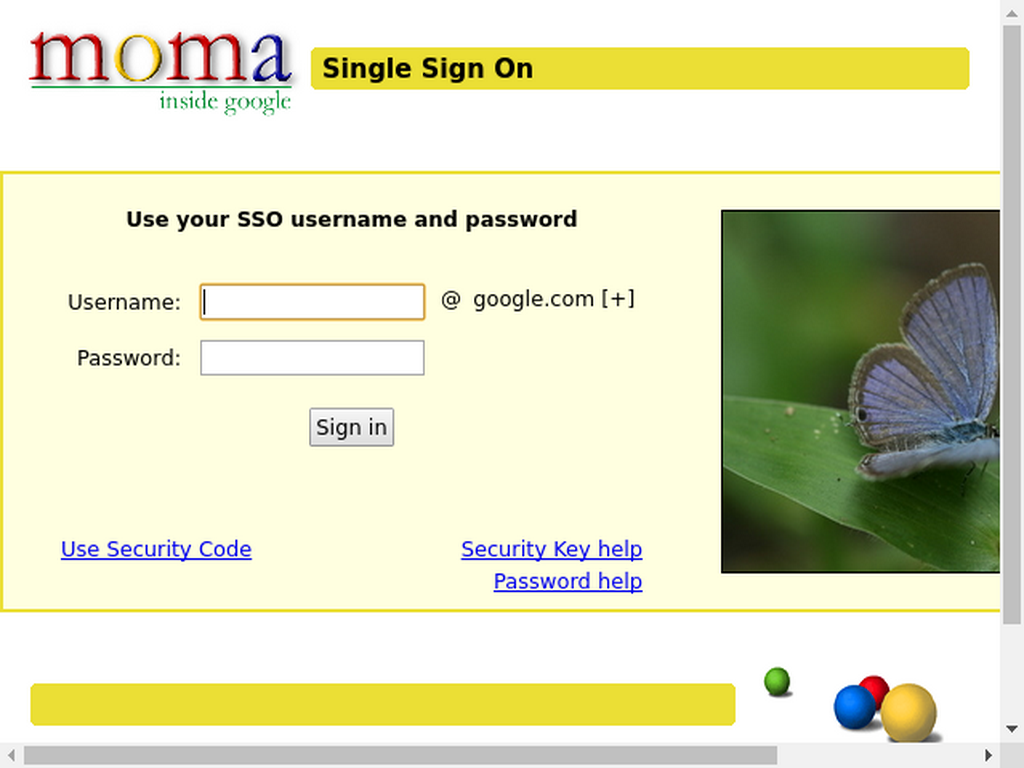 moma
inside google
Single Sign On
Use your SSO username and password
Username: @ google.com [+]
Password:
Sign in
Use Security Code
Security Key help
Password help